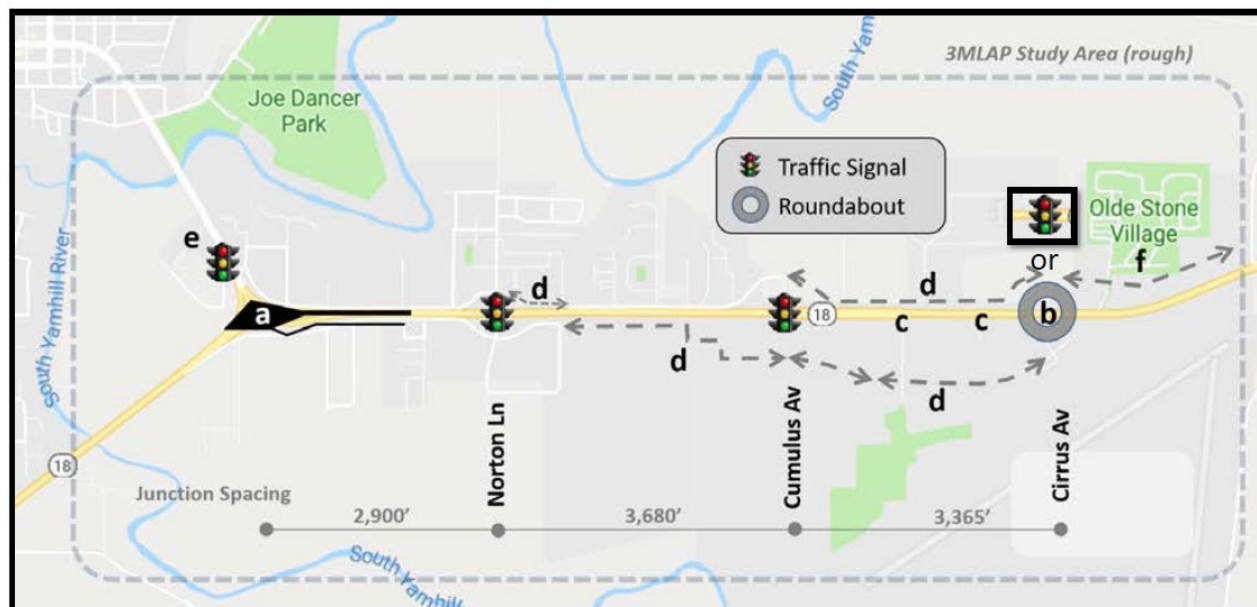 3MLAP Study Area (rough)
South Yam
Joe Dancer
Park
Traffic Signal
Roundabout
Olde Stone
Village
or
e
f
d
d
a
b
18
c
c
South Yamhill River
d
d
Norton Ln
Cumulus Av
Cirrus Av
18
Junction Spacing
2,900’
3,680’
3,365’
South Yamhill